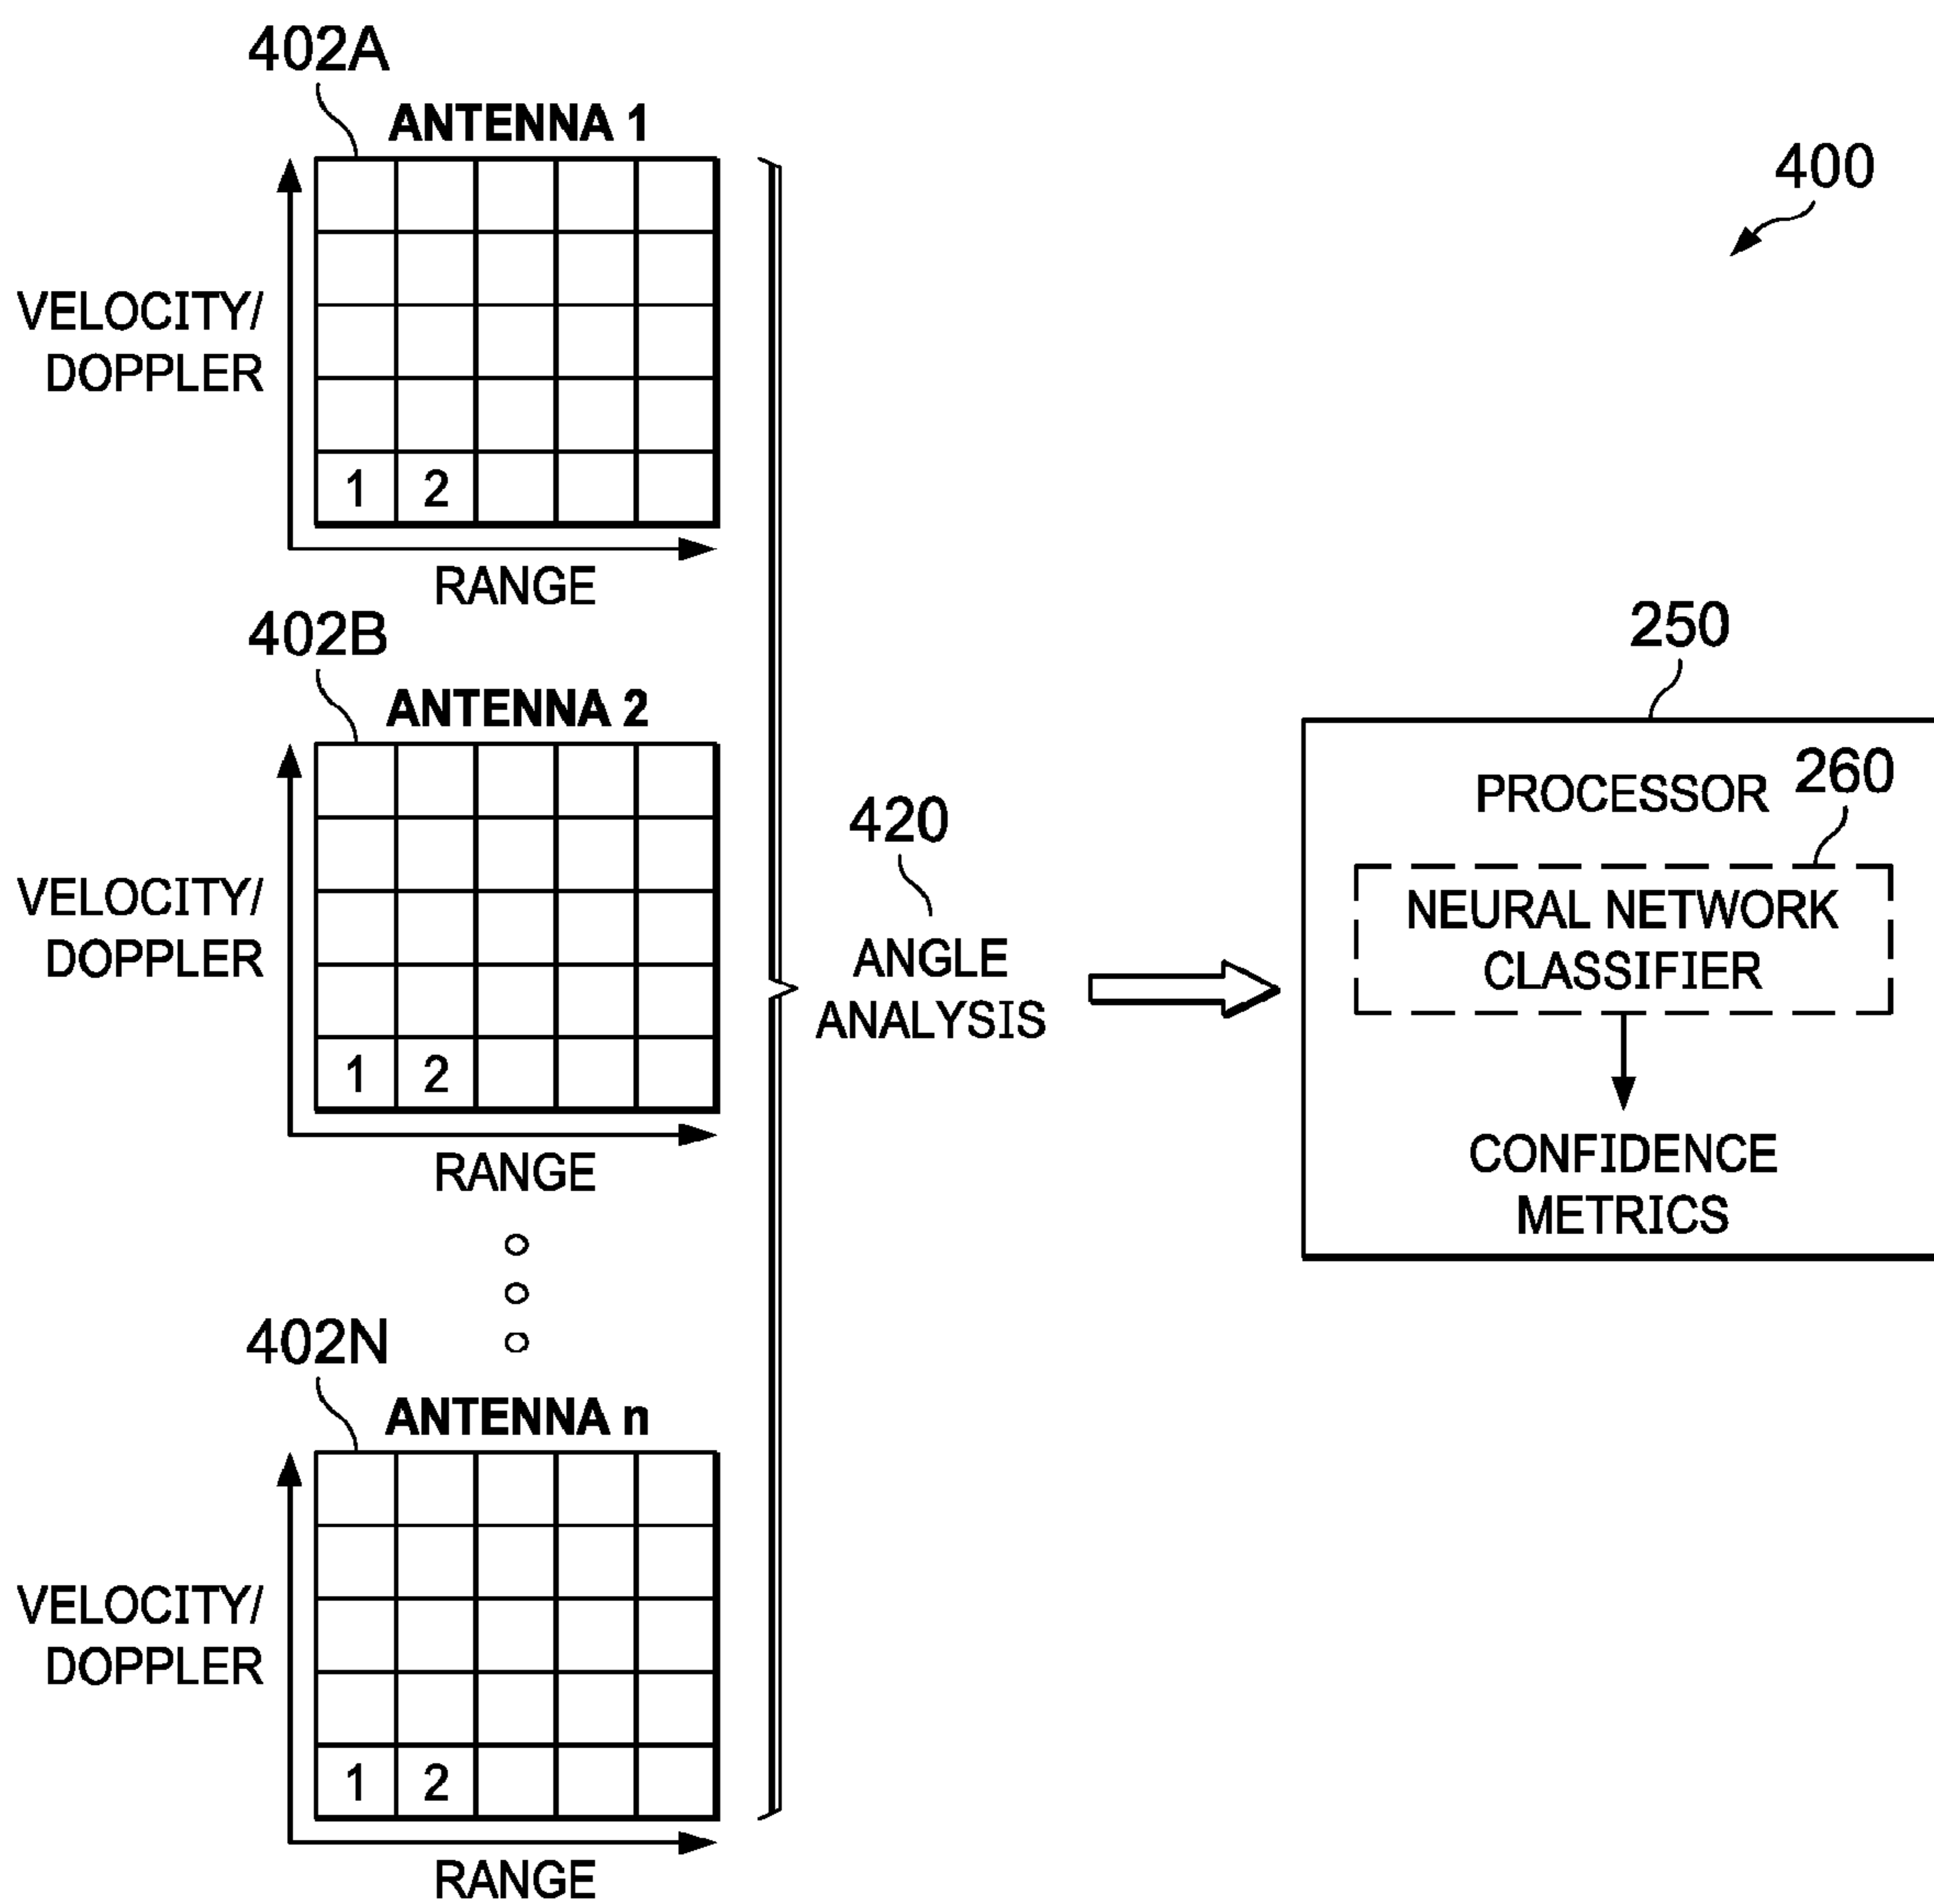 402A
ANTENNA 1
VELOCITY/
DOPPLER
1 2
RANGE
402B
ANTENNA 2
VELOCITY/
DOPPLER
1 2
RANGE
402N
ANTENNA n
VELOCITY/
DOPPLER
1 2
RANGE
420
ANGLE
ANALYSIS
400
250
PROCESSOR
260
NEURAL NETWORK
CLASSIFIER
CONFIDENCE
METRICS